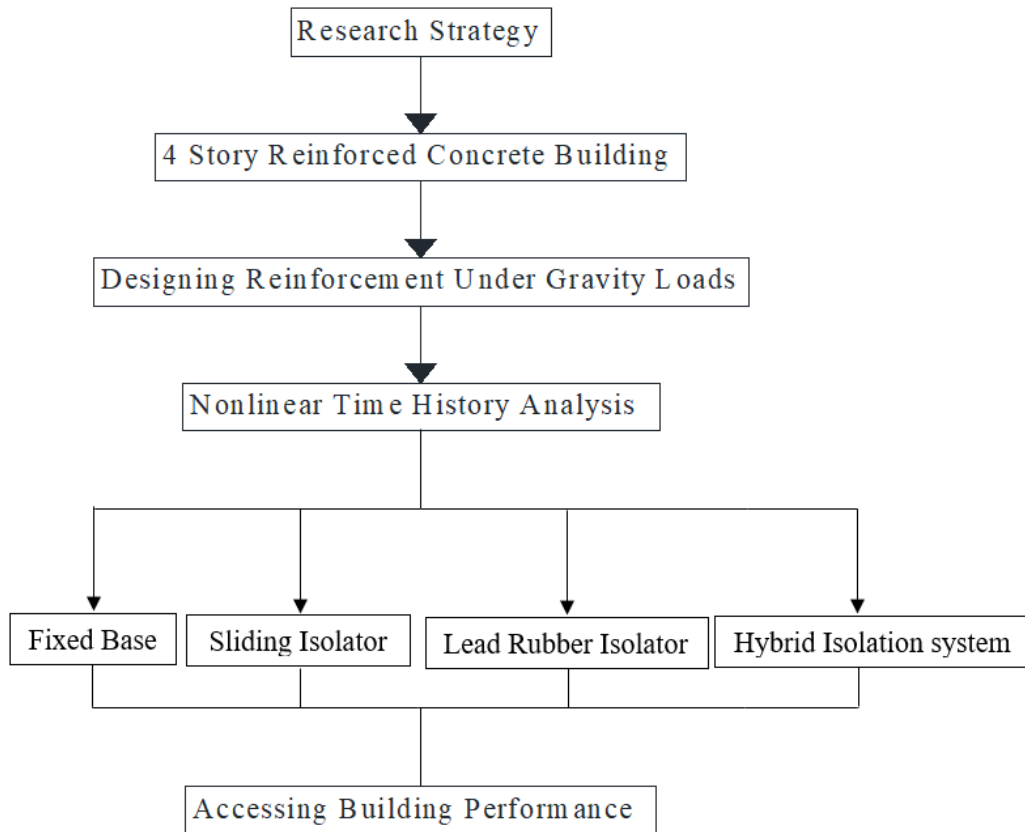 Research Strategy
4 Story Reinforced Concrete Building
Designing Reinforcement Under Gravity Loads
Nonlinear Time History Analysis
Fixed Base
Sliding Isolator
Lead Rubber Isolator
Hybrid Isolation system
Accessing Building Performance